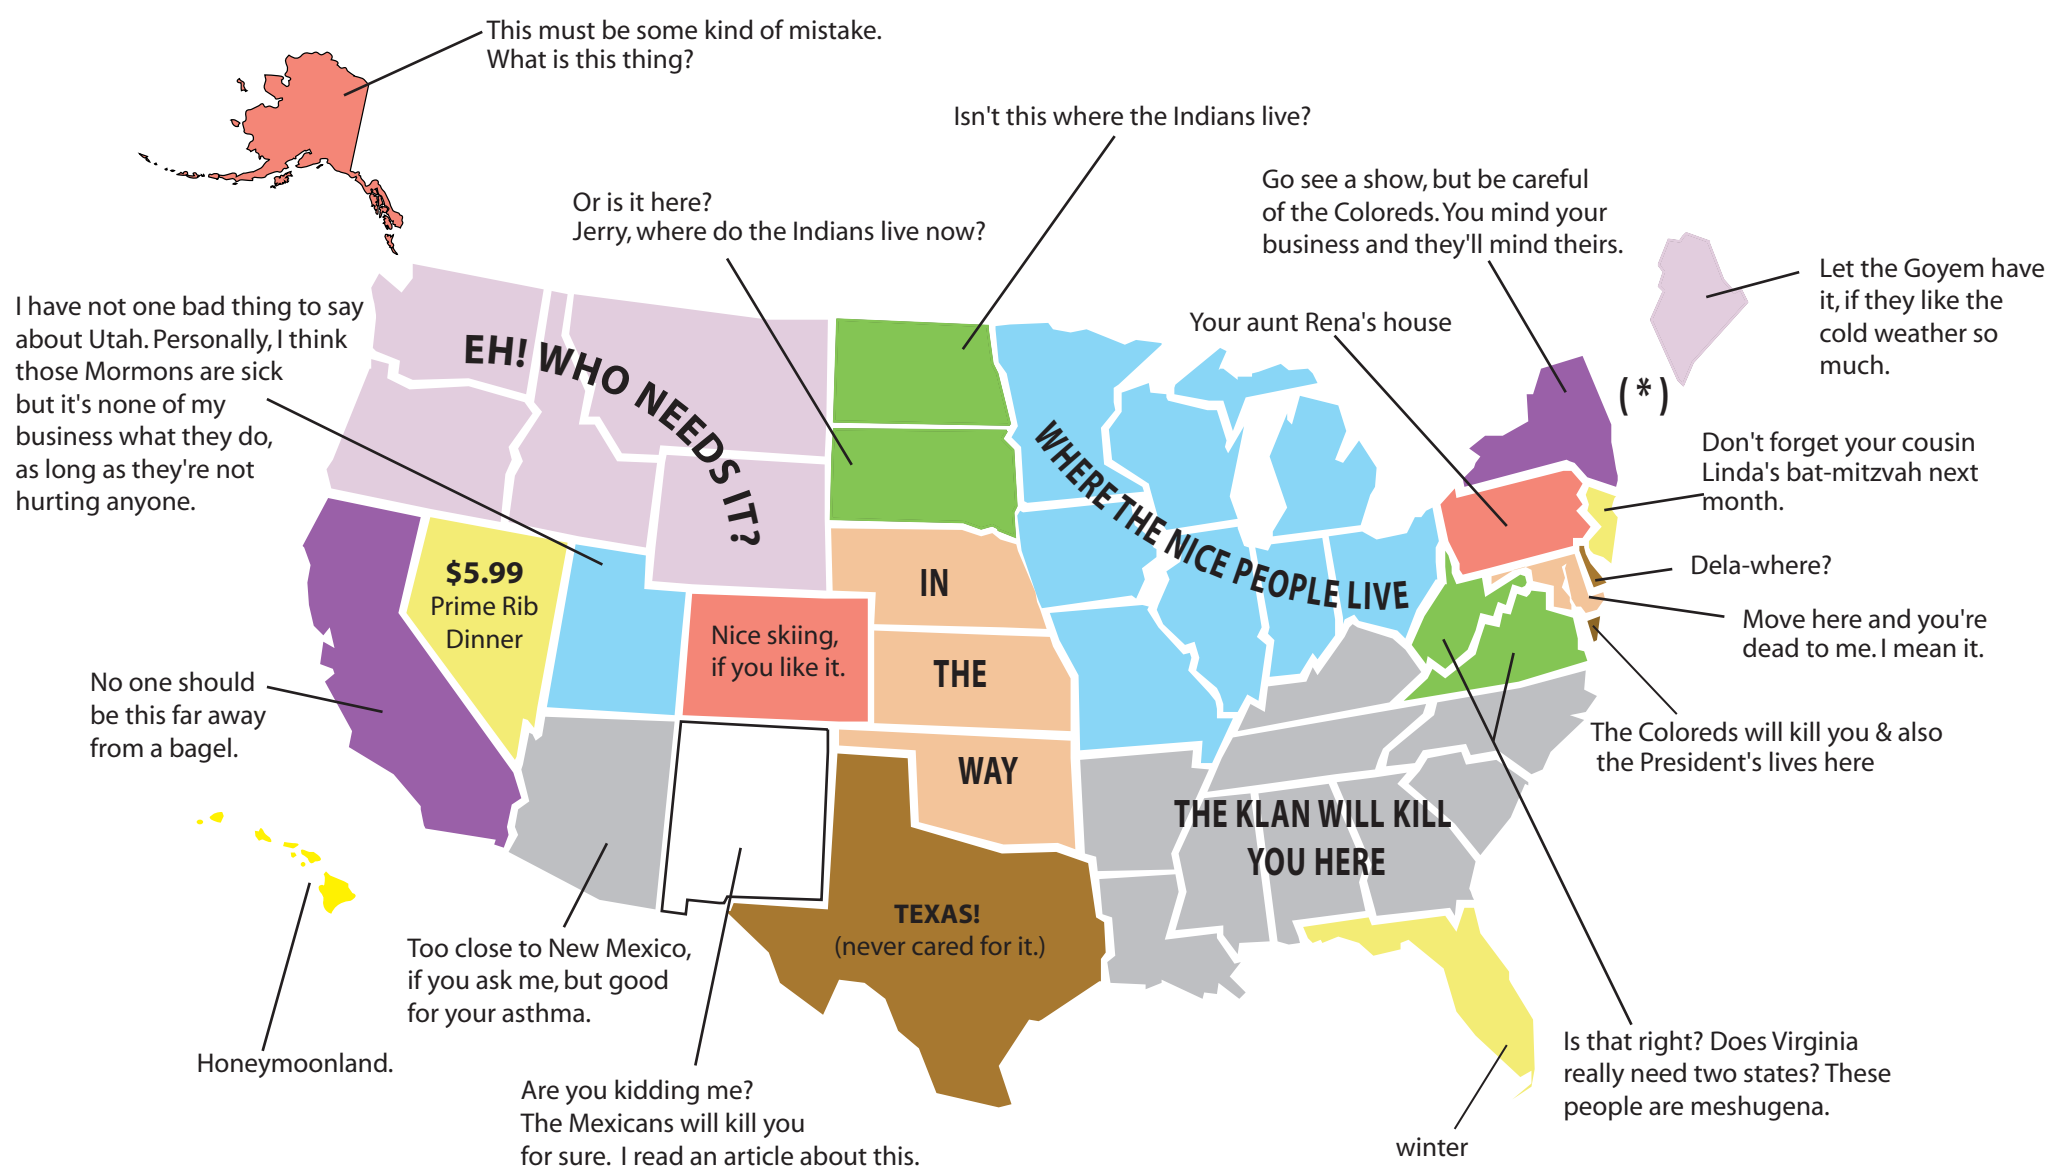 This must be some kind of mistake.
What is this thing?
Isn't this where the Indians live?
Or is it here?
Jerry, where do the Indians live now?
Go see a show, but be careful
of the Coloreds. You mind your
business and they'll mind theirs.
Let the Goyem have
it, if they like the
cold weather so
much.
I have not one bad thing to say
about Utah. Personally, I think
those Mormons are sick
but it's none of my
business what they do,
as long as they're not
hurting anyone.
Your aunt Rena's house
(*)
EH! WHO NEEDS IT?
WHERE THE NICE PEOPLE LIVE
Don't forget your cousin
Linda's bat-mitzvah next
month.
$5.99
Prime Rib
Dinner
Nice skiing,
if you like it.
IN
THE
WAY
Dela-where?
Move here and you're
dead to me. I mean it.
No one should
be this far away
from a bagel.
The Coloreds will kill you & also
the President's lives here
THE KLAN WILL KILL
YOU HERE
TEXAS!
(never cared for it.)
Too close to New Mexico,
if you ask me, but good
for your asthma.
Honeymoonland.
Are you kidding me?
The Mexicans will kill you
for sure. I read an article about this.
Is that right? Does Virginia
really need two states? These
people are meshugena.
winter